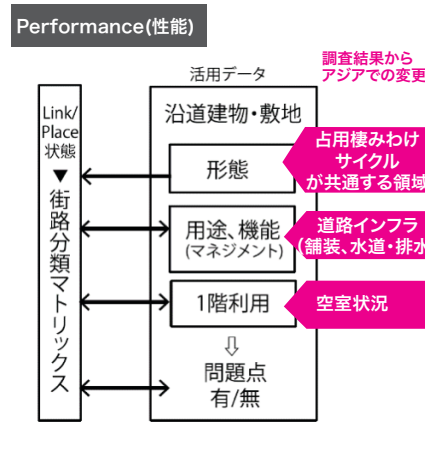 Performance(性能)
調査結果から
アジアでの変更
活用データ
Link/
Place
状態
▼
街路分類マトリックス
沿道建物・敷地
形態
占用棲みわけ
サイクル
が共通する領域
用途、機能
(マネジメント)
道路インフラ
(舗装、水道・排水
1階利用
空室状況
⇩
問題点
有/無